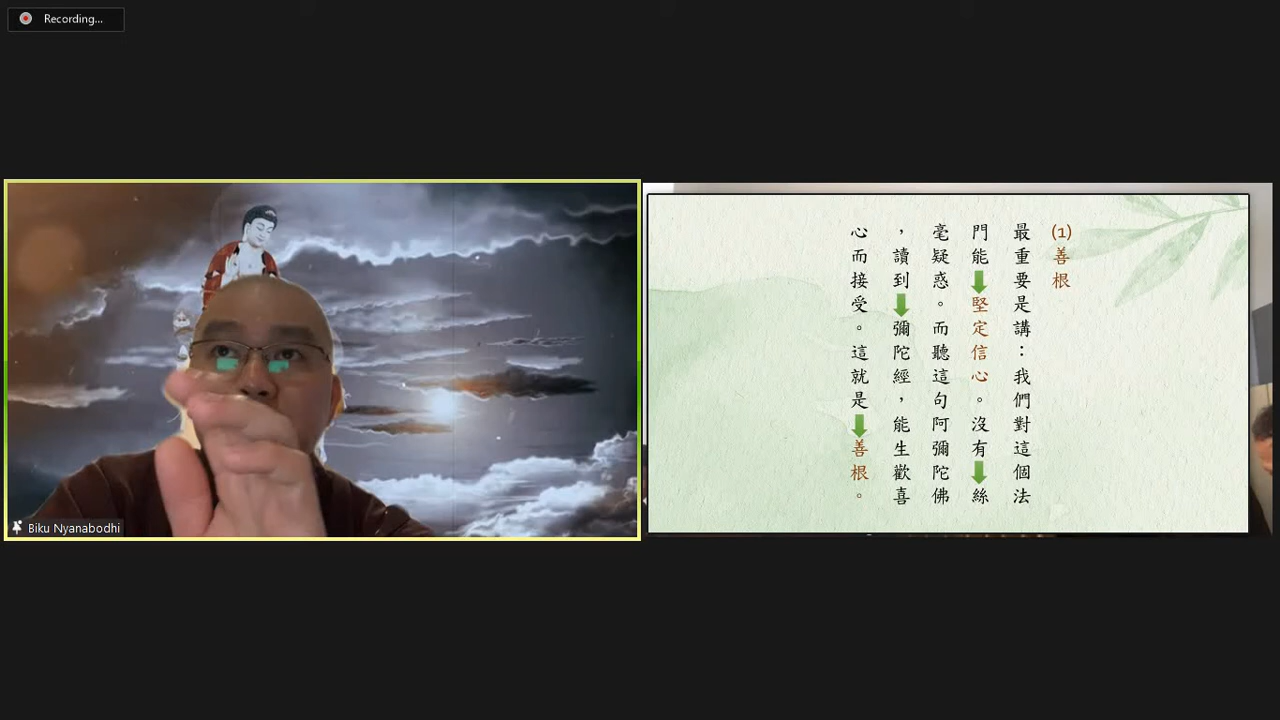 Recording...
(1)善根
最重要是講：我們對這個法
門能堅定信心。沒有絲
毫疑惑。而聽這句阿彌陀佛
，讀到彌陀經，能生歡喜
心而接受。這就是善根。
Biku Nyanabodhi